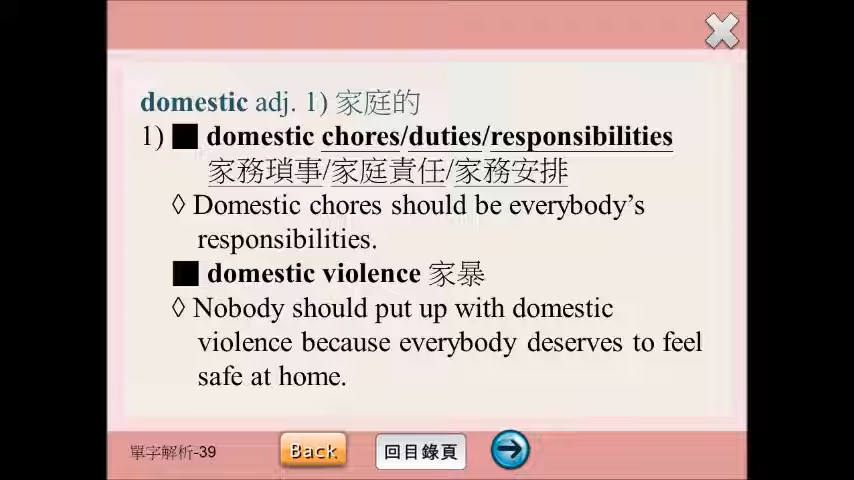 domestic adj. 1) 家庭的
1) ■ domestic chores/duties/responsibilities
家務瑣事/家庭責任/家務安排
◊ Domestic chores should be everybody’s
responsibilities.
■ domestic violence 家暴
◊ Nobody should put up with domestic
violence because everybody deserves to feel
safe at home.
單字解析-39
Back
回目錄頁